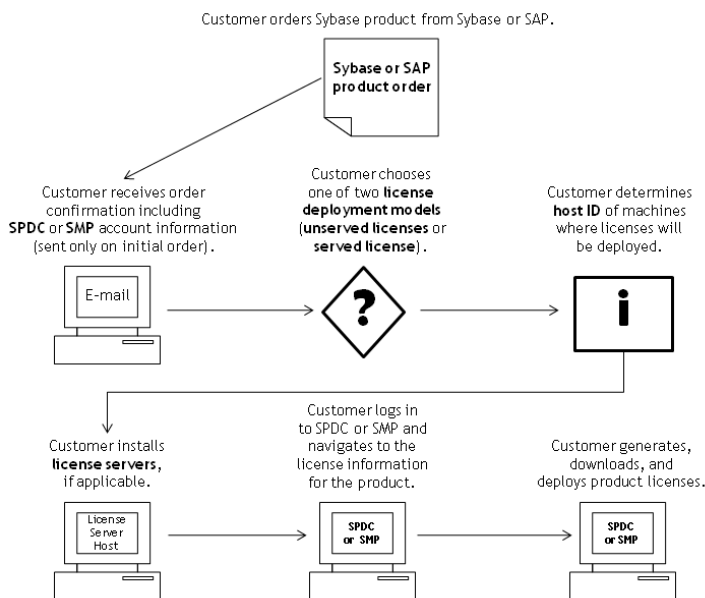 Customer orders Sybase product from Sybase or SAP.
Sybase or SAP
product order
Customer receives order
confirmation including
SPDC or SMP account information
(sent only on initial order).
E-mail
Customer chooses
one of two license
deployment models
(unserved licenses or
served license).
?
Customer determines
host ID of machines
where licenses will
be deployed.
i
Customer installs
license servers,
if applicable.
License
Server
Host
Customer logs in
to SPDC or SMP and
navigates to the
license information
for the product.
SPDC
or SMP
Customer generates,
downloads, and
deploys product licenses.
SPDC
or SMP